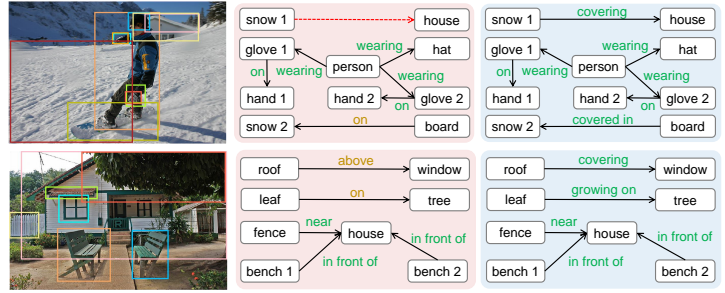 snow 1 house
glove 1 wearing hat
on wearing person wearing
hand 1 hand 2 on glove 2
snow 2 on board
snow 1 covering house
glove 1 wearing hat
on wearing person wearing
hand 1 hand 2 on glove 2
snow 2 covered in board
roof above window
leaf on tree
fence near house in front of
bench 1 in front of bench 2
roof covering window
leaf growing on tree
fence near house in front of
bench 1 in front of bench 2